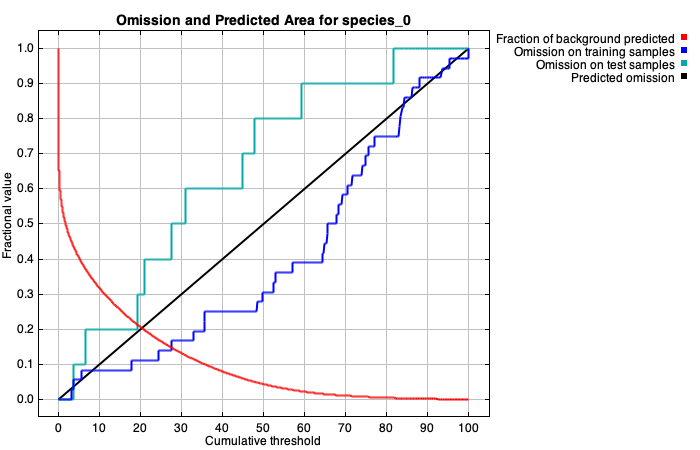 Omission and Predicted Area for species_0
Fraction of background predicted
Omission on training samples
Omission on test samples
Predicted omission
Fractional value
1.0
0.9
0.8
0.7
0.6
0.5
0.4
0.3
0.2
0.1
0.0
0 10 20 30 40 50 60 70 80 90 100
Cumulative threshold